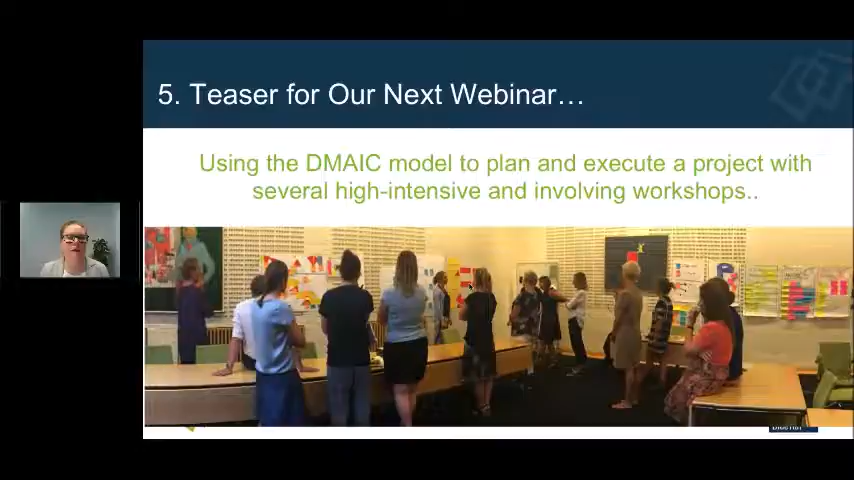 5. Teaser for Our Next Webinar…
Using the DMAIC model to plan and execute a project with
several high-intensive and involving workshops..